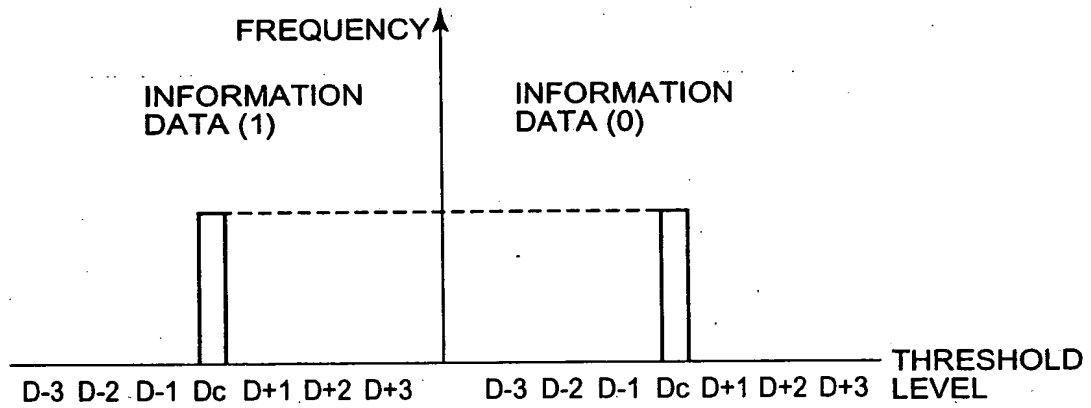 FREQUENCY
INFORMATION
DATA (1)
INFORMATION
DATA (0)
D-3 D-2 D-1 Dc D+1 D+2 D+3
D-3 D-2 D-1 Dc D+1 D+2 D+3
THRESHOLD
LEVEL